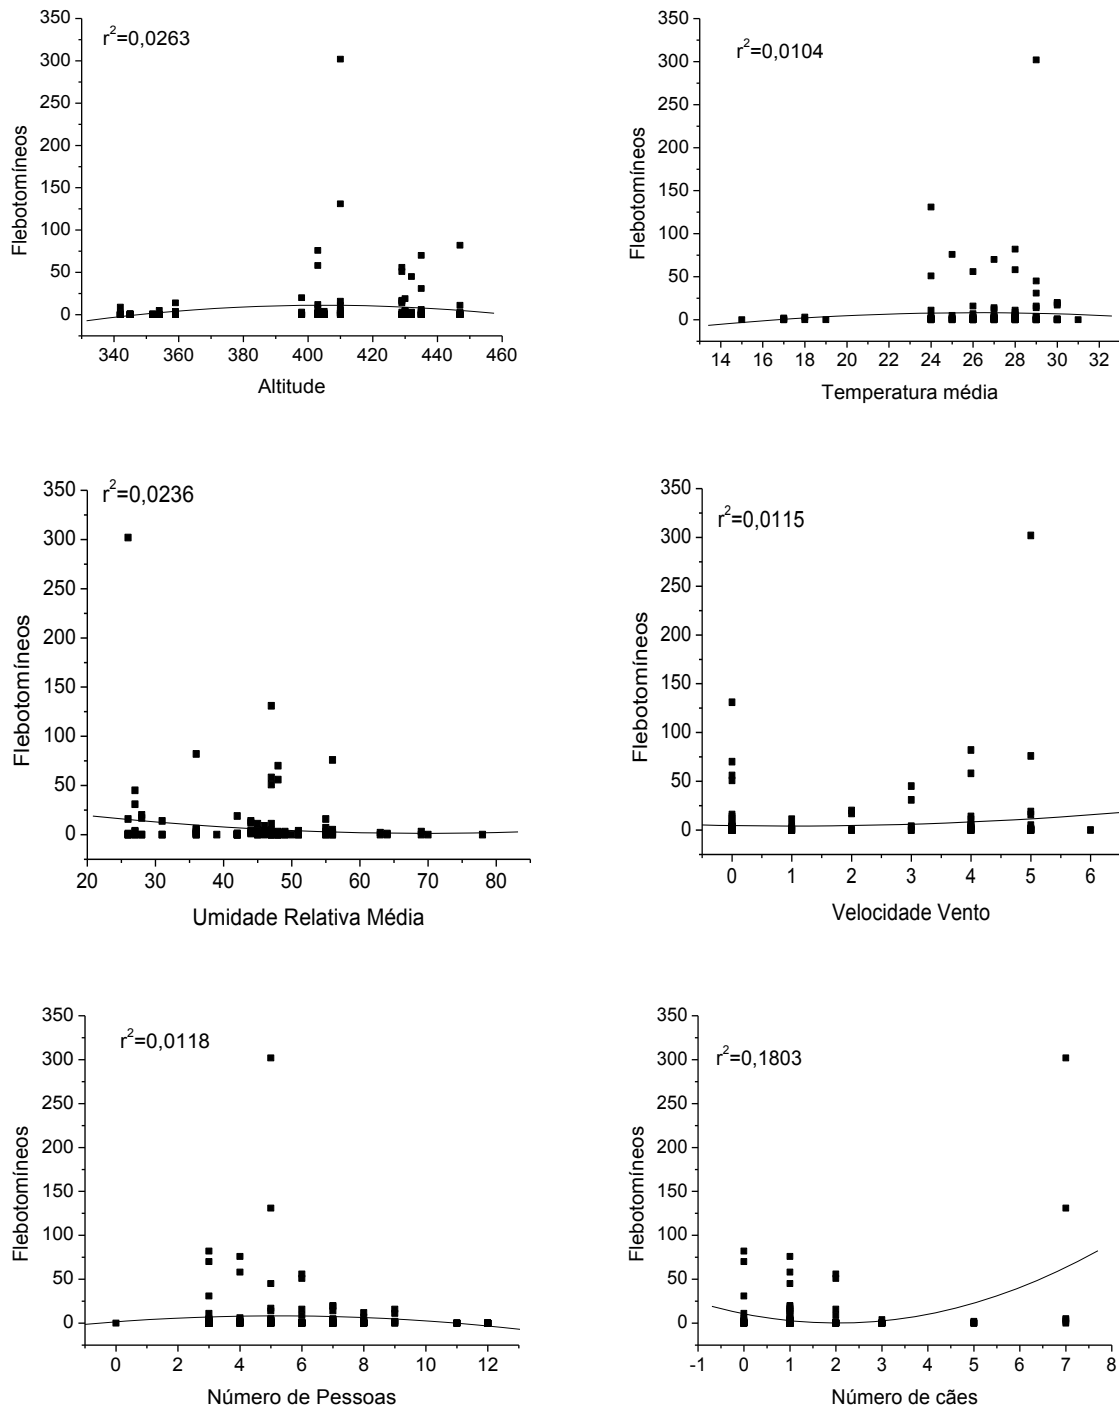 r²=0,0263
350
300
250
200
150
100
50
0
Flebotomíneos
340 360 380 400 420 440 460
Altitude
r²=0,0104
350
300
250
200
150
100
50
0
Flebotomíneos
14 16 18 20 22 24 26 28 30 32
Temperatura média
r²=0,0236
350
300
250
200
150
100
50
0
Flebotomíneos
20 30 40 50 60 70 80
Umidade Relativa Média
r²=0,0115
350
300
250
200
150
100
50
0
Flebotomíneos
0 1 2 3 4 5 6
Velocidade Vento
r²=0,0118
350
300
250
200
150
100
50
0
Flebotomíneos
0 2 4 6 8 10 12
Número de Pessoas
r²=0,1803
350
300
250
200
150
100
50
0
Flebotomíneos
-1 0 1 2 3 4 5 6 7 8
Número de cães